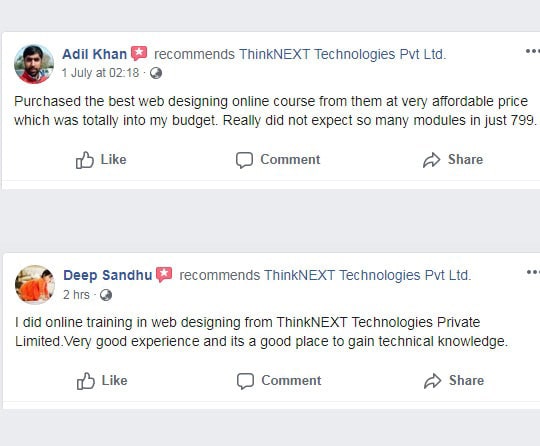 Adil Khan recommends ThinkNEXT Technologies Pvt Ltd.
1 July at 02:18 ·
Purchased the best web designing online course from them at very affordable price
which was totally into my budget. Really did not expect so many modules in just 799.
Like Comment Share
Deep Sandhu recommends ThinkNEXT Technologies Pvt Ltd.
2 hrs ·
I did online training in web designing from ThinkNEXT Technologies Private
Limited.Very good experience and its a good place to gain technical knowledge.
Like Comment Share